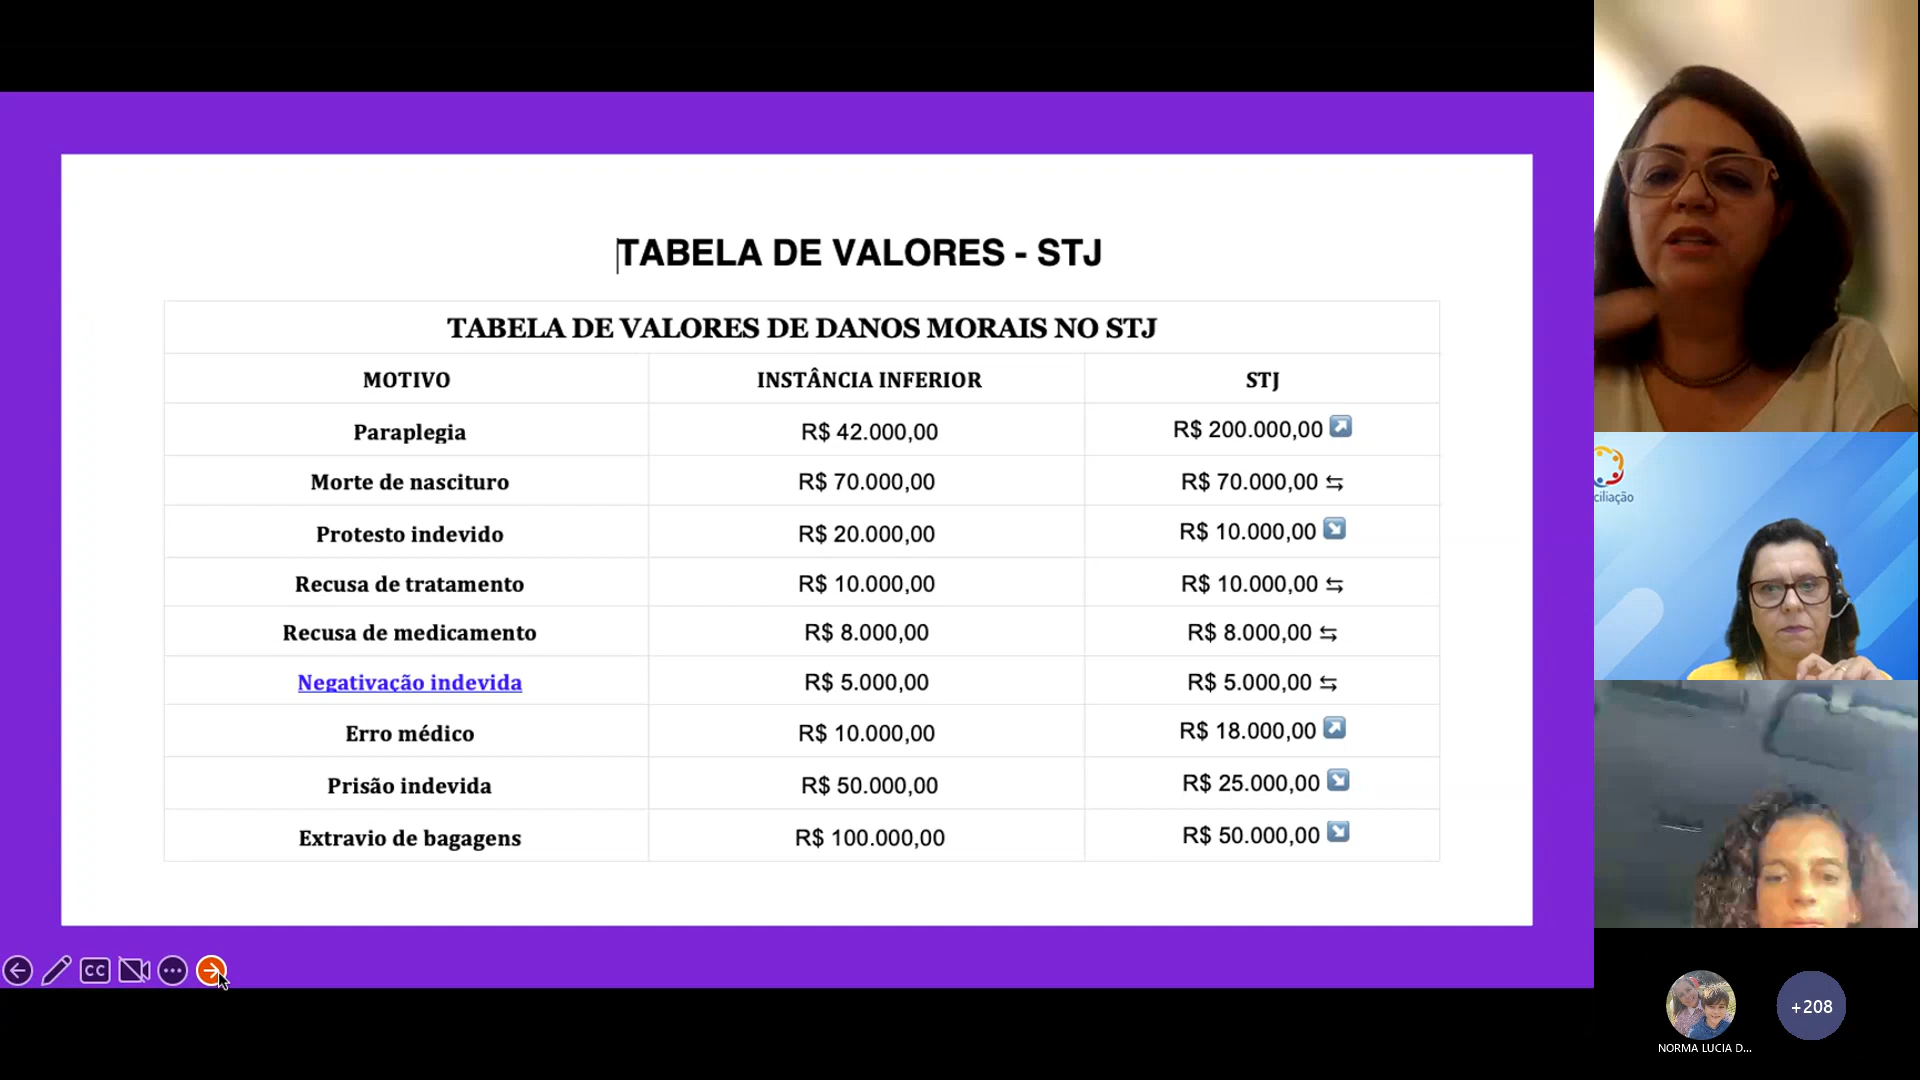 TABELA DE VALORES - STJ
TABELA DE VALORES DE DANOS MORAIS NO STJ
MOTIVO INSTÂNCIA INFERIOR STJ
Paraplegia R$ 42.000,00 R$ 200.000,00
Morte de nascituro R$ 70.000,00 R$ 70.000,00
Protesto indevido R$ 20.000,00 R$ 10.000,00
Recusa de tratamento R$ 10.000,00 R$ 10.000,00
Recusa de medicamento R$ 8.000,00 R$ 8.000,00
Negativação indevida R$ 5.000,00 R$ 5.000,00
Erro médico R$ 10.000,00 R$ 18.000,00
Prisão indevida R$ 50.000,00 R$ 25.000,00
Extravio de bagagens R$ 100.000,00 R$ 50.000,00
CC
ciliação
+208
NORMA LUCIA D...